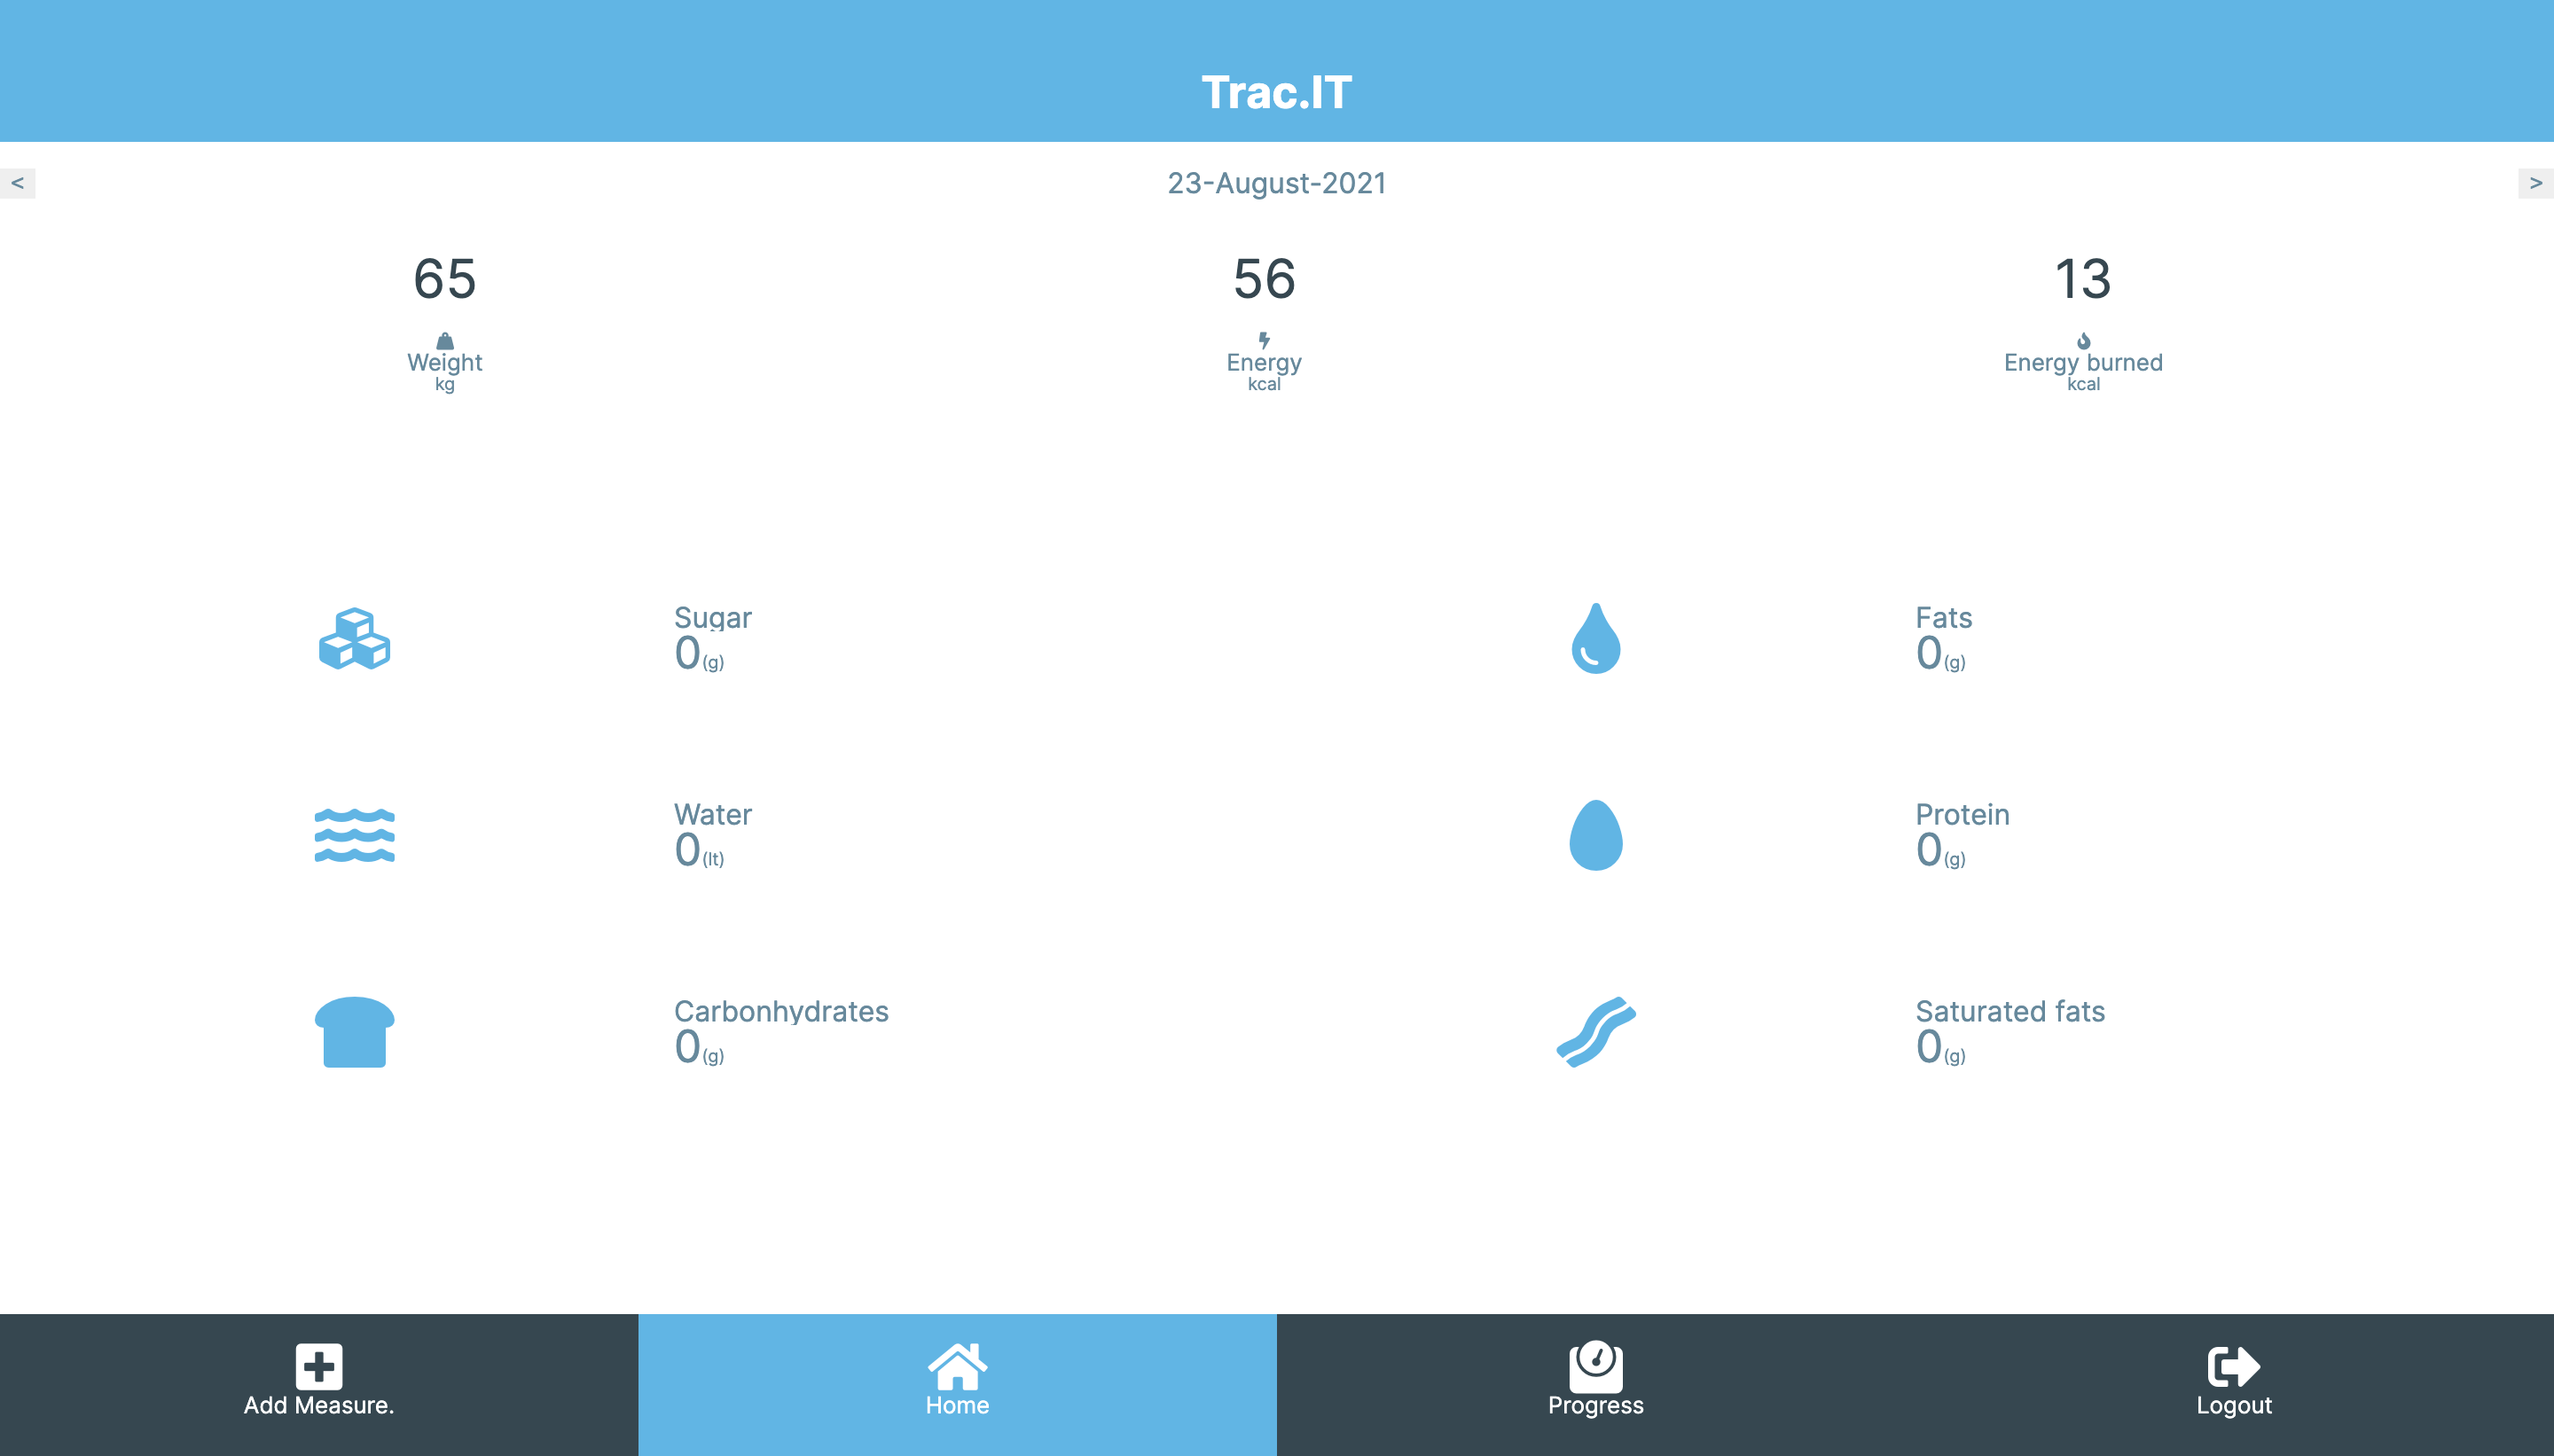 Trac.IT
<
23-August-2021
>
65
56
13
Weight
Energy
Energy burned
kg
kcal
kcal
Sugar
0(g)
Fats
0(g)
Water
0(lt)
Protein
0(g)
Carbonhydrates
0(g)
Saturated fats
0(g)
Add Measure.
Home
Progress
Logout